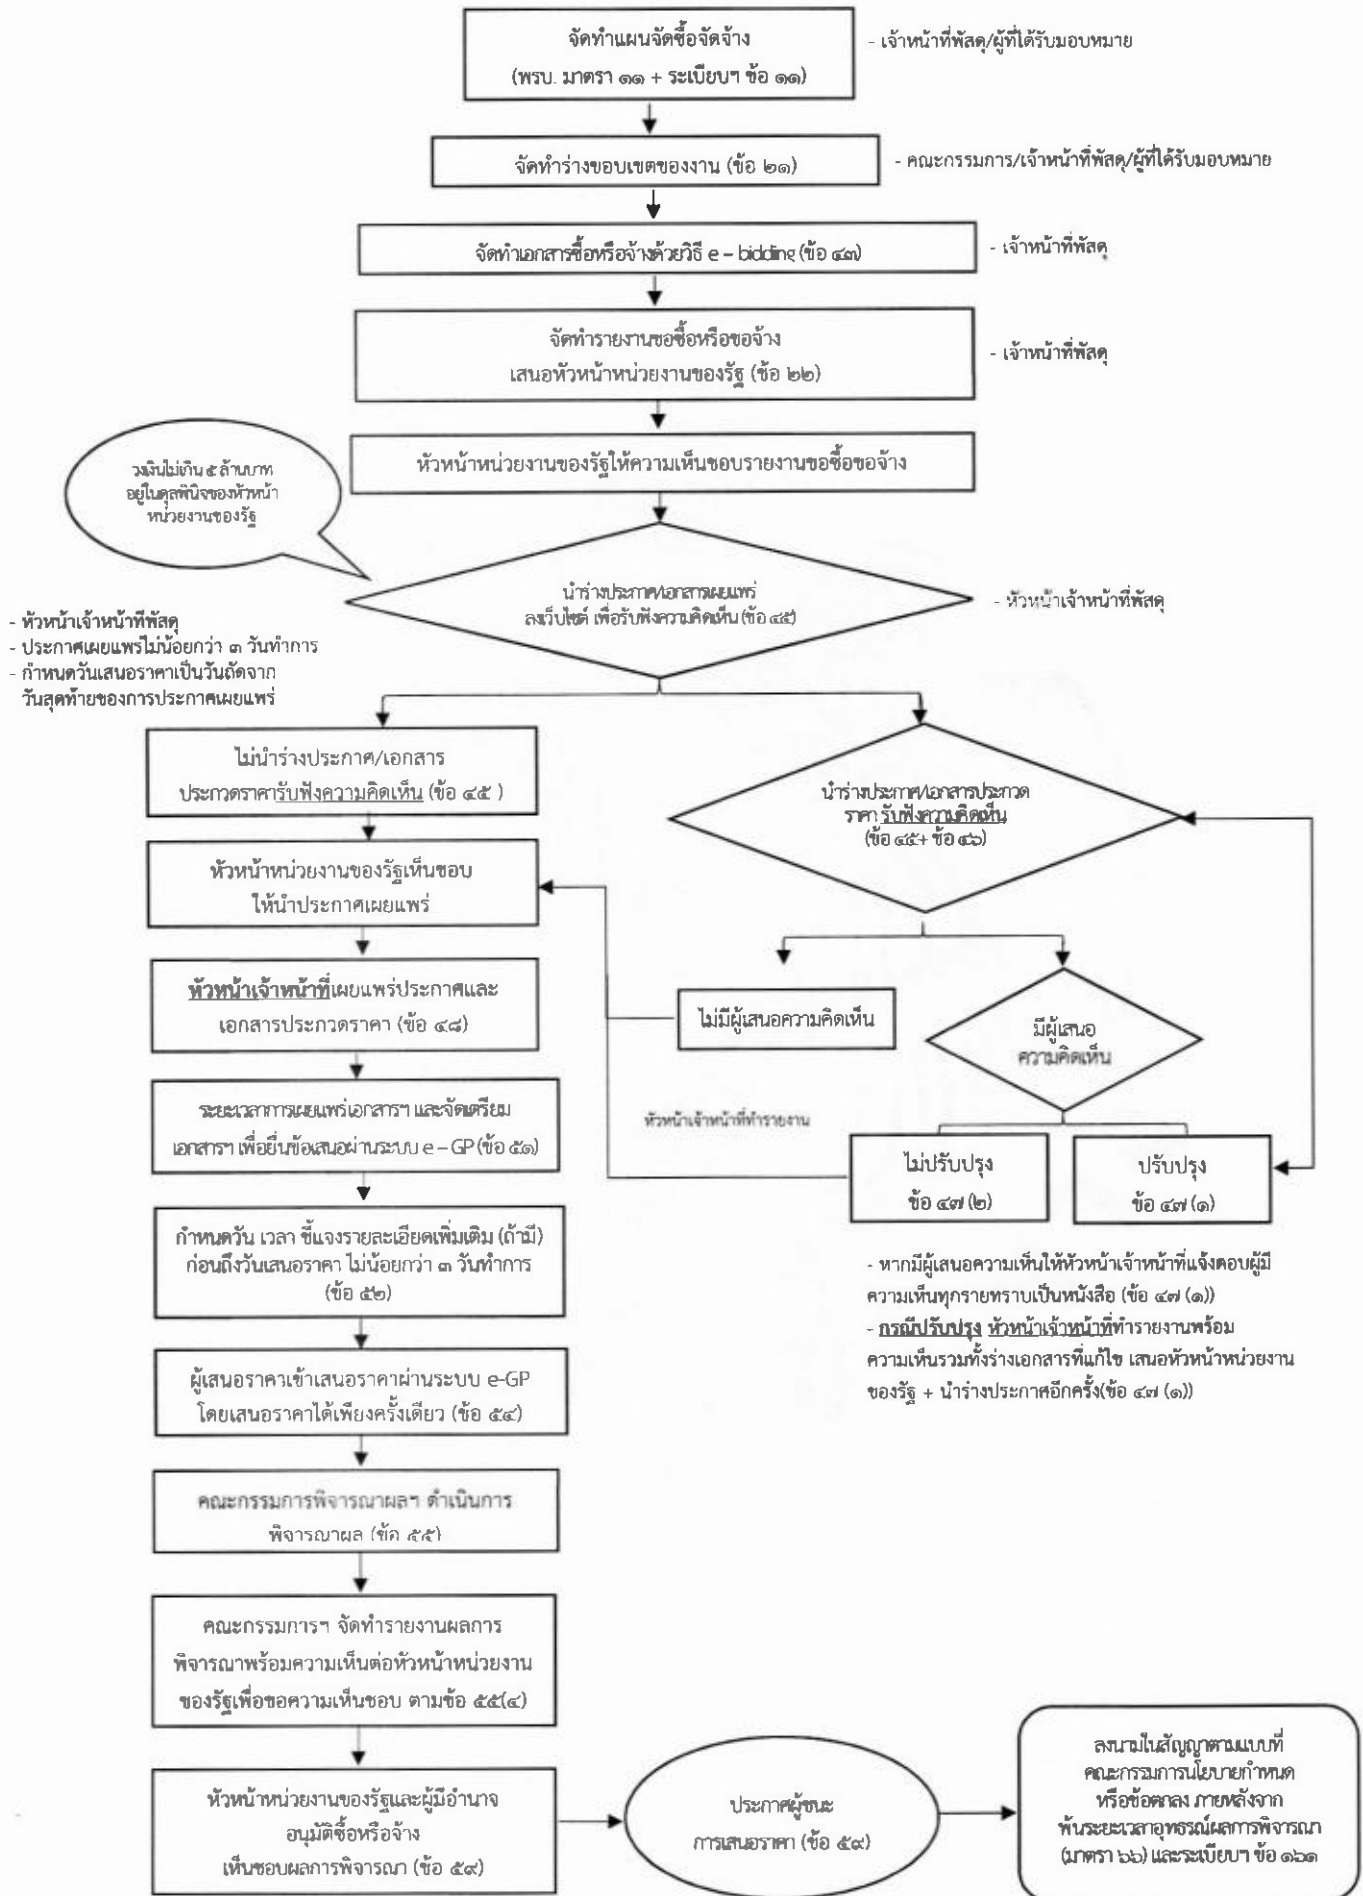 จัดทำแผนจัดซื้อจัดจ้าง
(พรบ. มาตรา ๑๑ + ระเบียบฯ ข้อ ๑๑)
- เจ้าหน้าที่พัสดุ/ผู้ที่ได้รับมอบหมาย
จัดทำร่างขอบเขตของงาน (ข้อ ๒๑)
- คณะกรรมการ/เจ้าหน้าที่พัสดุ/ผู้ที่ได้รับมอบหมาย
จัดทำเอกสารซื้อหรือจ้างด้วยวิธี e – bidding (ข้อ ๔๓)
- เจ้าหน้าที่พัสดุ
จัดทำรายงานขอซื้อหรือขอจ้าง
เสนอหัวหน้าหน่วยงานของรัฐ (ข้อ ๒๒)
- เจ้าหน้าที่พัสดุ
หัวหน้าหน่วยงานของรัฐให้ความเห็นชอบรายงานขอซื้อขอจ้าง
วงเงินไม่เกิน ๕ ล้านบาท
อยู่ในดุลพินิจของหัวหน้า
หน่วยงานของรัฐ
นำร่างประกาศ/เอกสารเผยแพร่
ลงเว็บไซต์ เพื่อรับฟังความคิดเห็น (ข้อ ๔๕)
- หัวหน้าเจ้าหน้าที่พัสดุ
- หัวหน้าเจ้าหน้าที่พัสดุ
- ประกาศเผยแพร่ไม่น้อยกว่า ๓ วันทำการ
- กำหนดวันเสนอราคาเป็นวันถัดจาก
วันสุดท้ายของการประกาศเผยแพร่
ไม่นำร่างประกาศ/เอกสาร
ประกวดราคารับฟังความคิดเห็น (ข้อ ๔๕ )
นำร่างประกาศ/เอกสารประกวด
ราคา รับฟังความคิดเห็น
(ข้อ ๔๕+ ข้อ ๔๖)
หัวหน้าหน่วยงานของรัฐเห็นชอบ
ให้นำประกาศเผยแพร่
หัวหน้าเจ้าหน้าที่เผยแพร่ประกาศและ
เอกสารประกวดราคา (ข้อ ๔๘)
ไม่มีผู้เสนอความคิดเห็น
มีผู้เสนอ
ความคิดเห็น
ระยะเวลาการเผยแพร่เอกสารฯ และจัดเตรียม
เอกสารฯ เพื่อยื่นข้อเสนอผ่านระบบ e – GP (ข้อ ๕๑)
หัวหน้าเจ้าหน้าที่ทำรายงาน
ไม่ปรับปรุง
ข้อ ๔๗ (๒)
ปรับปรุง
ข้อ ๔๗ (๑)
กำหนดวัน เวลา ชี้แจงรายละเอียดเพิ่มเติม (ถ้ามี)
ก่อนถึงวันเสนอราคา ไม่น้อยกว่า ๓ วันทำการ
(ข้อ ๕๒)
- หากมีผู้เสนอความเห็นให้หัวหน้าเจ้าหน้าที่แจ้งตอบผู้มี
ความเห็นทุกรายทราบเป็นหนังสือ (ข้อ ๔๗ (๑))
- กรณีปรับปรุง หัวหน้าเจ้าหน้าที่ทำรายงานพร้อม
ความเห็นรวมทั้งร่างเอกสารที่แก้ไข เสนอหัวหน้าหน่วยงาน
ของรัฐ + นำร่างประกาศอีกครั้ง(ข้อ ๔๗ (๑))
ผู้เสนอราคาเข้าเสนอราคาผ่านระบบ e-GP
โดยเสนอราคาได้เพียงครั้งเดียว (ข้อ ๕๔)
คณะกรรมการพิจารณาผลฯ ดำเนินการ
พิจารณาผล (ข้อ ๕๕)
คณะกรรมการฯ จัดทำรายงานผลการ
พิจารณาพร้อมความเห็นต่อหัวหน้าหน่วยงาน
ของรัฐเพื่อขอความเห็นชอบ ตามข้อ ๕๕(๔)
หัวหน้าหน่วยงานของรัฐและผู้มีอำนาจ
อนุมัติซื้อหรือจ้าง
เห็นชอบผลการพิจารณา (ข้อ ๕๙)
ประกาศผู้ชนะ
การเสนอราคา (ข้อ ๕๙)
ลงนามในสัญญาตามแบบที่
คณะกรรมการนโยบายกำหนด
หรือข้อตกลง ภายหลังจาก
พ้นระยะเวลาอุทธรณ์ผลการพิจารณา
(มาตรา ๖๖) และระเบียบฯ ข้อ ๑๖๑